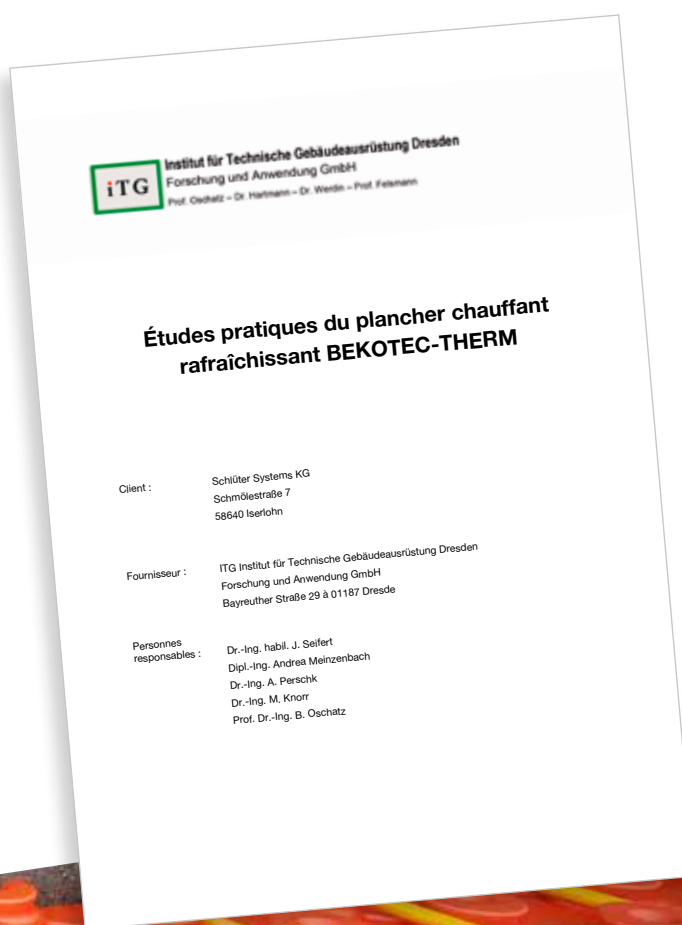 iTG
Institut für Technische Gebäudeausrüstung Dresden
Forschung und Anwendung GmbH
Prof. Oschatz – Dr. Hartmann – Dr. Werdin – Prof. Felsmann
Études pratiques du plancher chauffant
rafraîchissant BEKOTEC-THERM
Client :
Schlüter Systems KG
Schmölestraße 7
58640 Iserlohn
Fournisseur :
ITG Institut für Technische Gebäudeausrüstung Dresden
Forschung und Anwendung GmbH
Bayreuther Straße 29 à 01187 Dresde
Personnes
responsables :
Dr.-Ing. habil. J. Seifert
Dipl.-Ing. Andrea Meinzenbach
Dr.-Ing. A. Perschk
Dr.-Ing. M. Knorr
Prof. Dr.-Ing. B. Oschatz